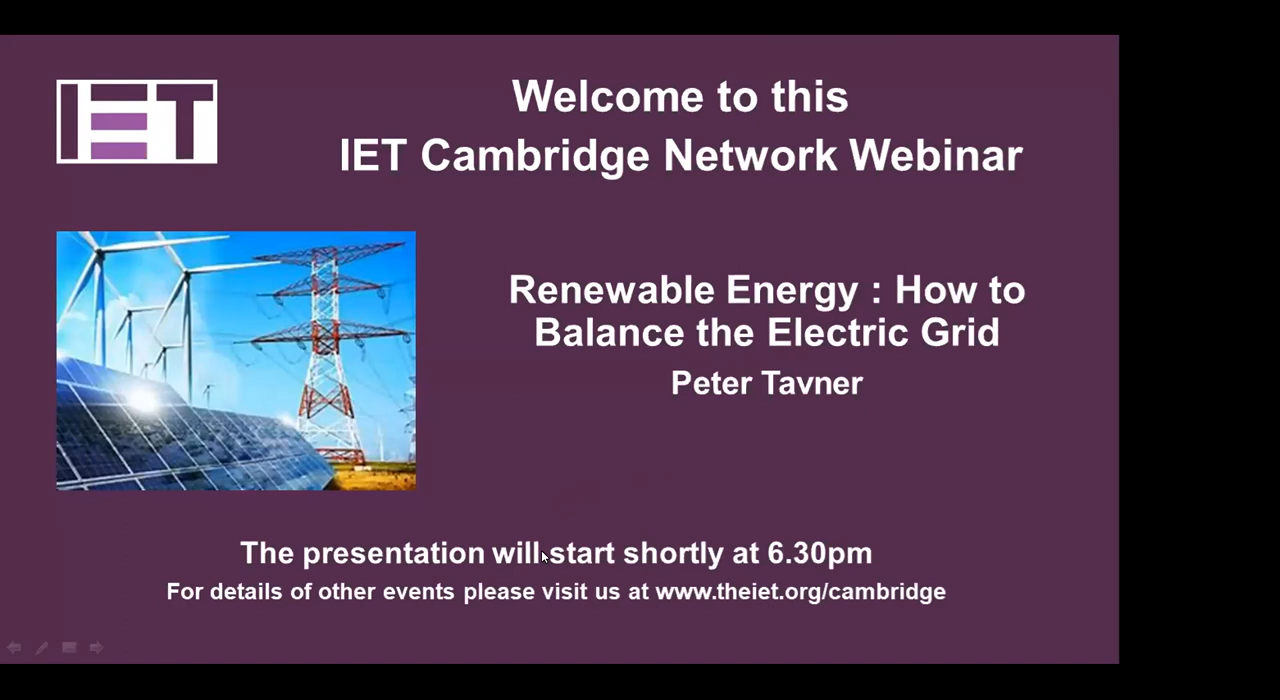 IET
Welcome to this
IET Cambridge Network Webinar
Renewable Energy : How to
Balance the Electric Grid
Peter Tavner
The presentation will start shortly at 6.30pm
For details of other events please visit us at www.theiet.org/cambridge